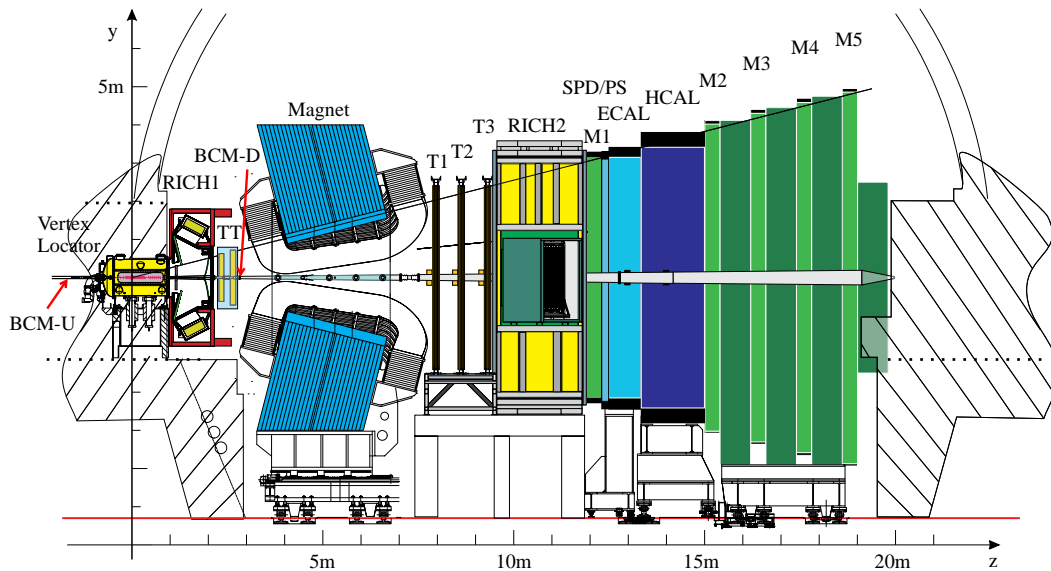 y
5m
M5
M4
M3
M2
SPD/PS
HCAL
ECAL
M1
Magnet
T3
RICH2
T2
T1
BCM-D
RICH1
TT
Vertex
Locator
BCM-U
5m
10m
15m
20m
z